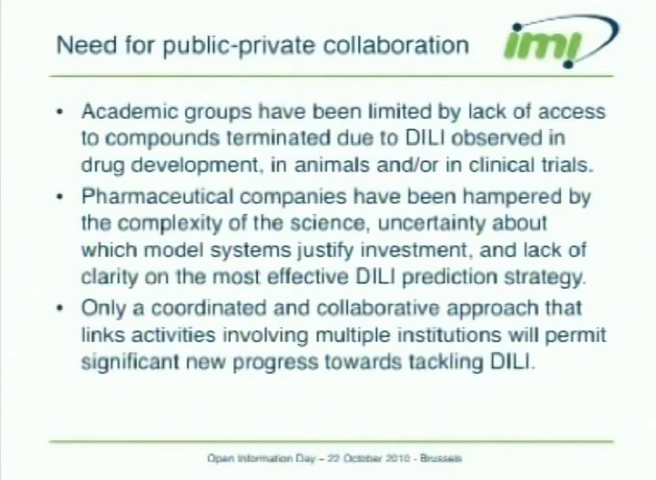 Need for public-private collaboration
imi
• Academic groups have been limited by lack of access
to compounds terminated due to DILI observed in
drug development, in animals and/or in clinical trials.
• Pharmaceutical companies have been hampered by
the complexity of the science, uncertainty about
which model systems justify investment, and lack of
clarity on the most effective DILI prediction strategy.
• Only a coordinated and collaborative approach that
links activities involving multiple institutions will permit
significant new progress towards tackling DILI.
Open Information Day – 22 October 2010 - Brussels